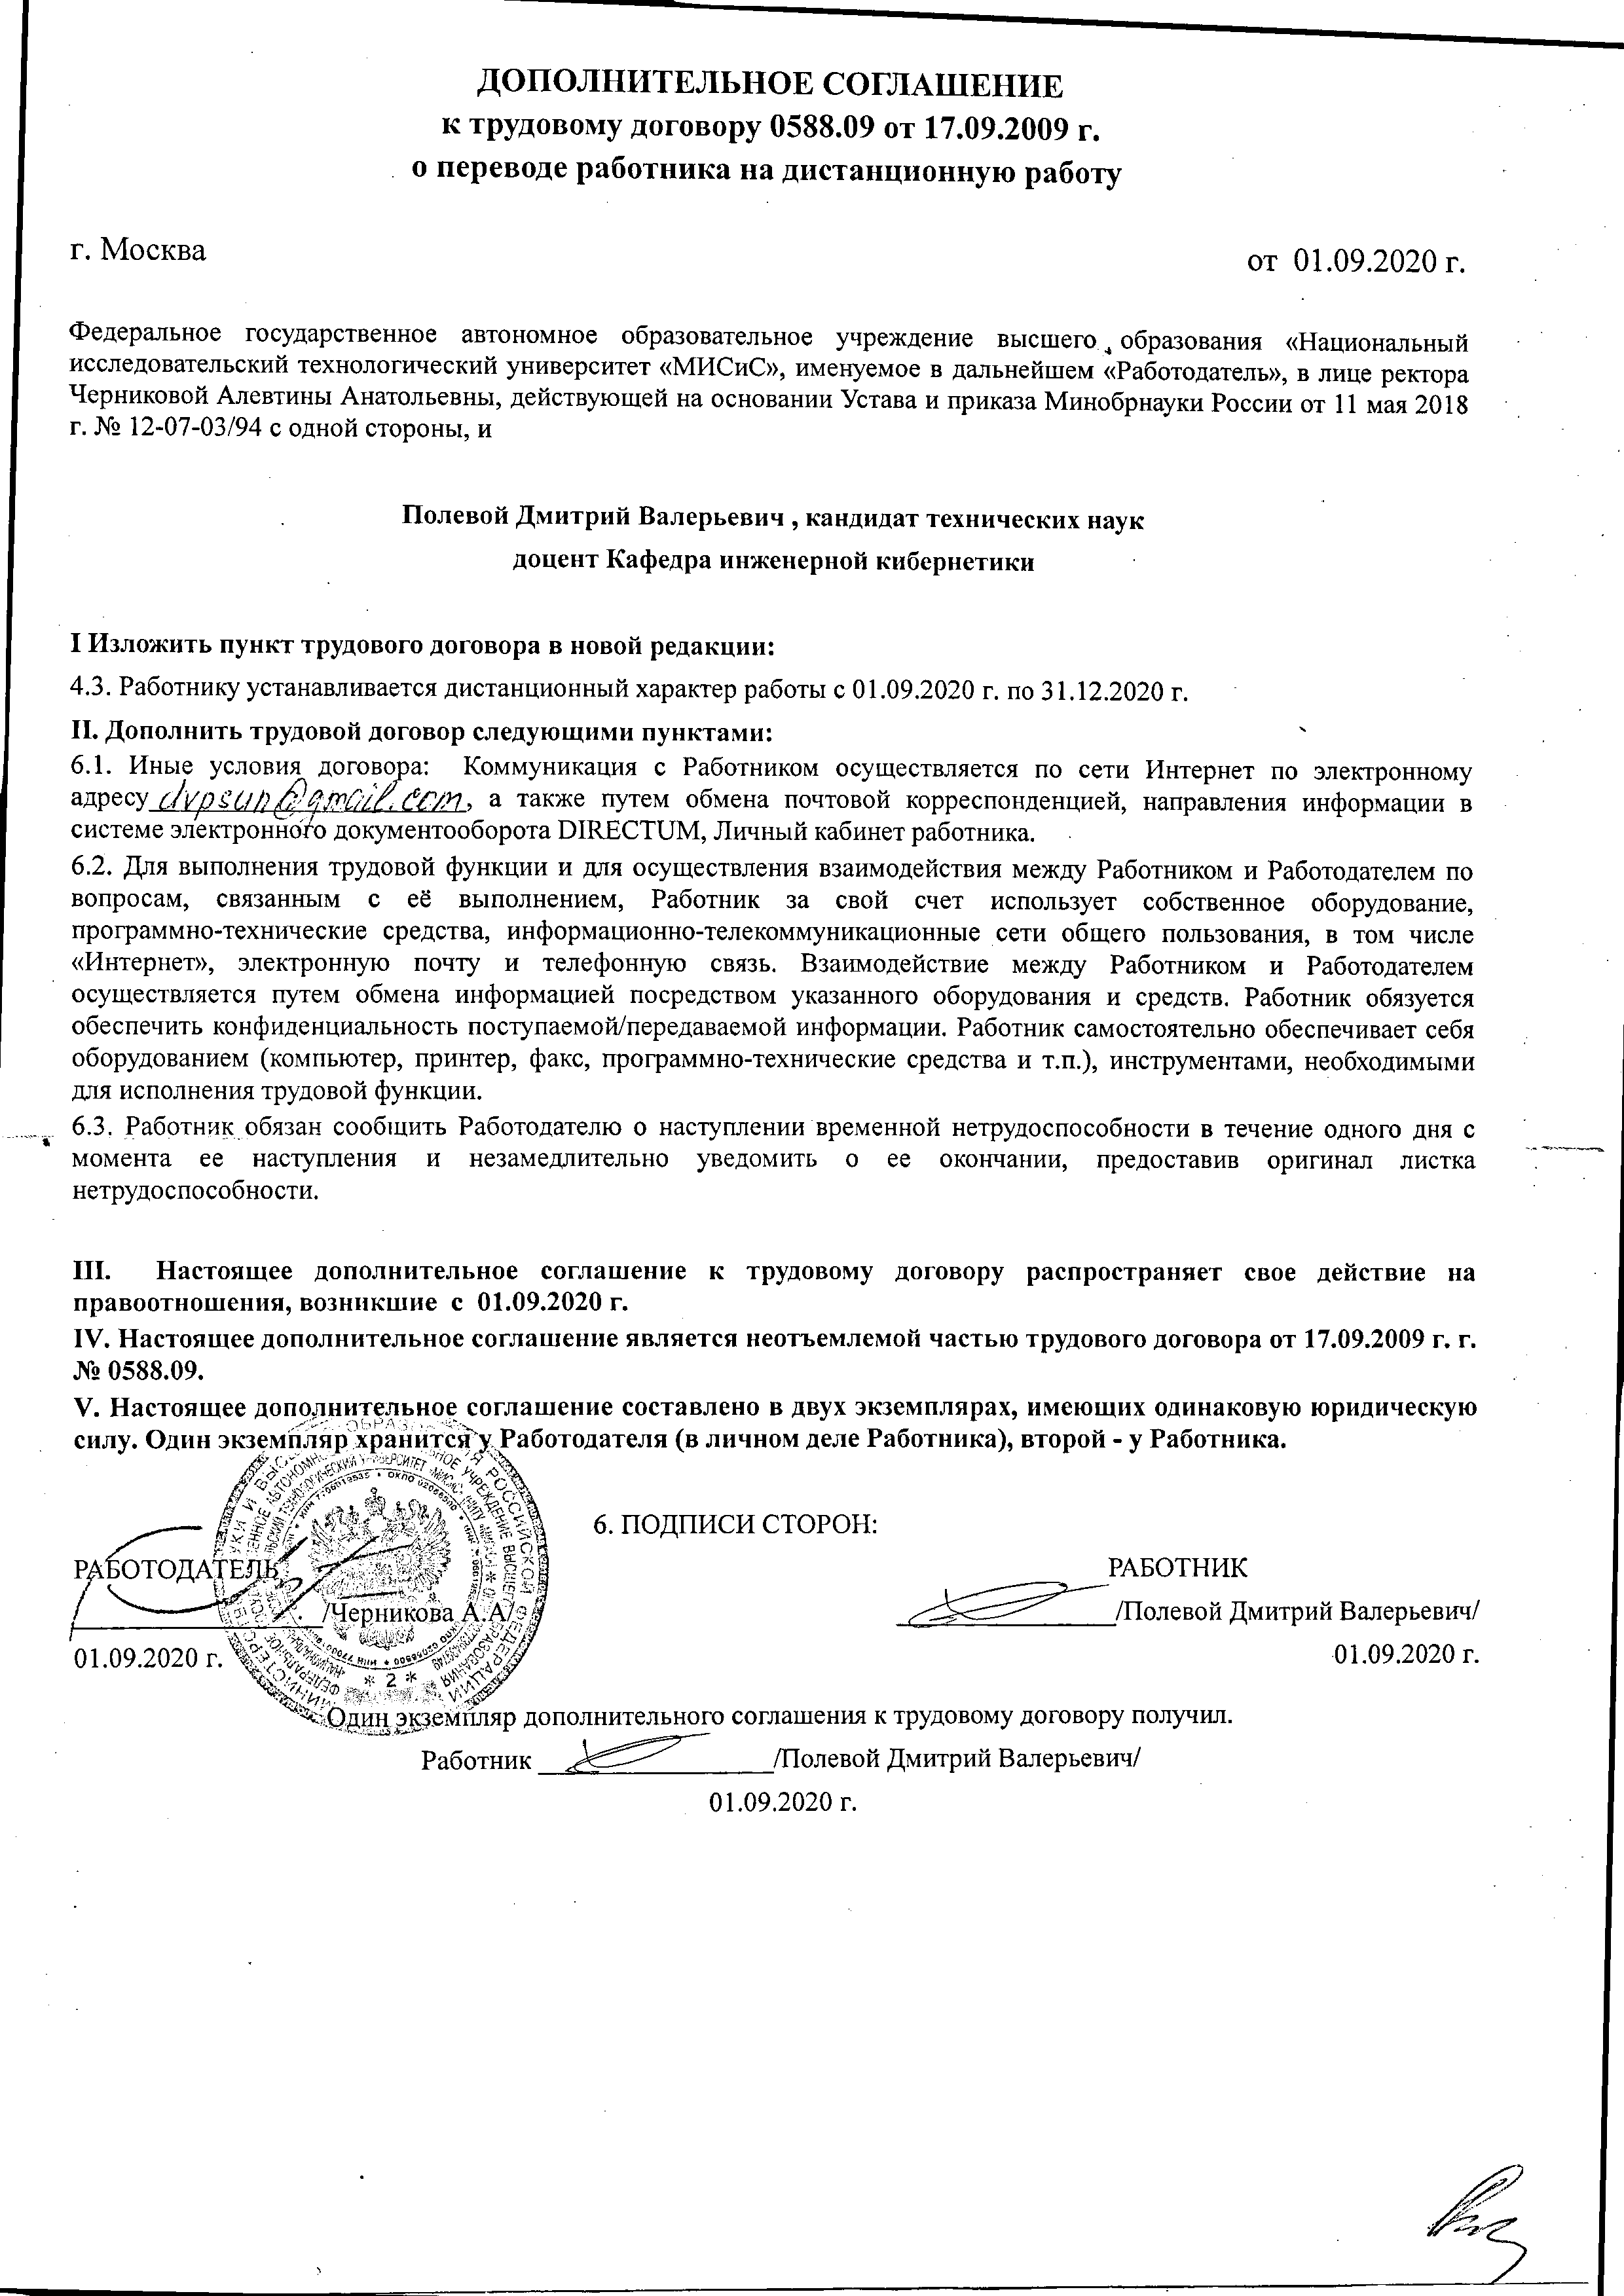 ДОПОЛНИТЕЛЬНОЕ СОГЛАШЕНИЕ
к трудовому договору 0588.09 от 17.09.2009 г.
о переводе работника на дистанционную работу
г. Москва
от 01.09.2020 г.
Федеральное государственное автономное образовательное учреждение высшего образования «Национальный
исследовательский технологический университет «МИСиС», именуемое в дальнейшем «Работодатель», в лице ректора
Черниковой Алевтины Анатольевны, действующей на основании Устава и приказа Минобрнауки России от 11 мая 2018
г. № 12-07-03/94 с одной стороны, и
Полевой Дмитрий Валерьевич , кандидат технических наук
доцент Кафедра инженерной кибернетики
I Изложить пункт трудового договора в новой редакции:
4.3. Работнику устанавливается дистанционный характер работы с 01.09.2020 г. по 31.12.2020 г.
II. Дополнить трудовой договор следующими пунктами:
6.1. Иные условия договора: Коммуникация с Работником осуществляется по сети Интернет по электронному
адресу dvpsun@gmail.com, а также путем обмена почтовой корреспонденцией, направления информации в
системе электронного документооборота DIRECTUM, Личный кабинет работника.
6.2. Для выполнения трудовой функции и для осуществления взаимодействия между Работником и Работодателем по
вопросам, связанным с её выполнением, Работник за свой счет использует собственное оборудование,
программно-технические средства, информационно-телекоммуникационные сети общего пользования, в том числе
«Интернет», электронную почту и телефонную связь. Взаимодействие между Работником и Работодателем
осуществляется путем обмена информацией посредством указанного оборудования и средств. Работник обязуется
обеспечить конфиденциальность поступаемой/передаваемой информации. Работник самостоятельно обеспечивает себя
оборудованием (компьютер, принтер, факс, программно-технические средства и т.п.), инструментами, необходимыми
для исполнения трудовой функции.
6.3. Работник обязан сообщить Работодателю о наступлении временной нетрудоспособности в течение одного дня с
момента ее наступления и незамедлительно уведомить о ее окончании, предоставив оригинал листка
нетрудоспособности.
III. Настоящее дополнительное соглашение к трудовому договору распространяет свое действие на
правоотношения, возникшие с 01.09.2020 г.
IV. Настоящее дополнительное соглашение является неотъемлемой частью трудового договора от 17.09.2009 г. г.
№ 0588.09.
V. Настоящее дополнительное соглашение составлено в двух экземплярах, имеющих одинаковую юридическую
силу. Один экземпляр хранится у Работодателя (в личном деле Работника), второй - у Работника.
6. ПОДПИСИ СТОРОН:
РАБОТОДАТЕЛЬ
РАБОТНИК
/Черникова А.А/
/Полевой Дмитрий Валерьевич/
01.09.2020 г.
01.09.2020 г.
* 2 *
Один экземпляр дополнительного соглашения к трудовому договору получил.
Работник /Полевой Дмитрий Валерьевич/
01.09.2020 г.